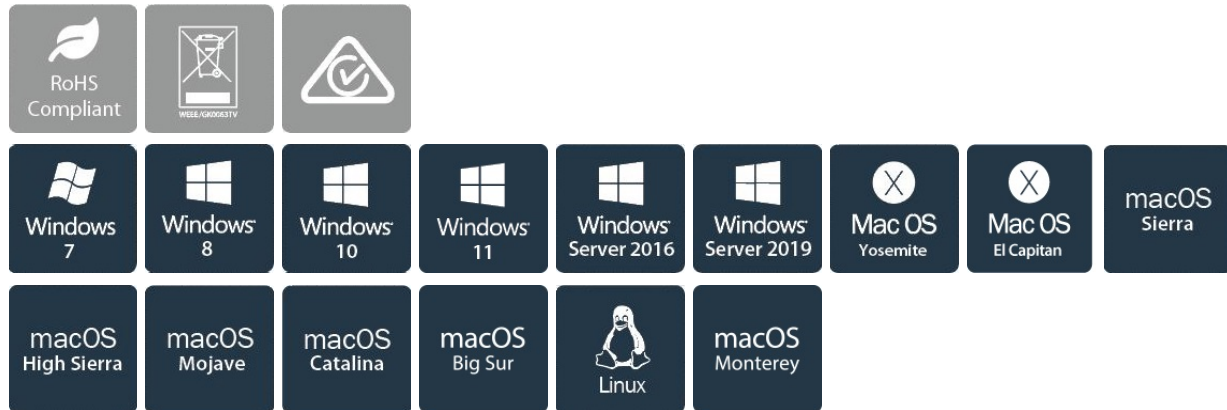 RoHS
Compliant
WEEE/GK0083TV
Windows
7
Windows
8
Windows
10
Windows
11
Windows
Server 2016
Windows
Server 2019
X
Mac OS
Yosemite
X
Mac OS
El Capitan
macOS
Sierra
macOS
High Sierra
macOS
Mojave
macOS
Catalina
macOS
Big Sur
Linux
macOS
Monterey